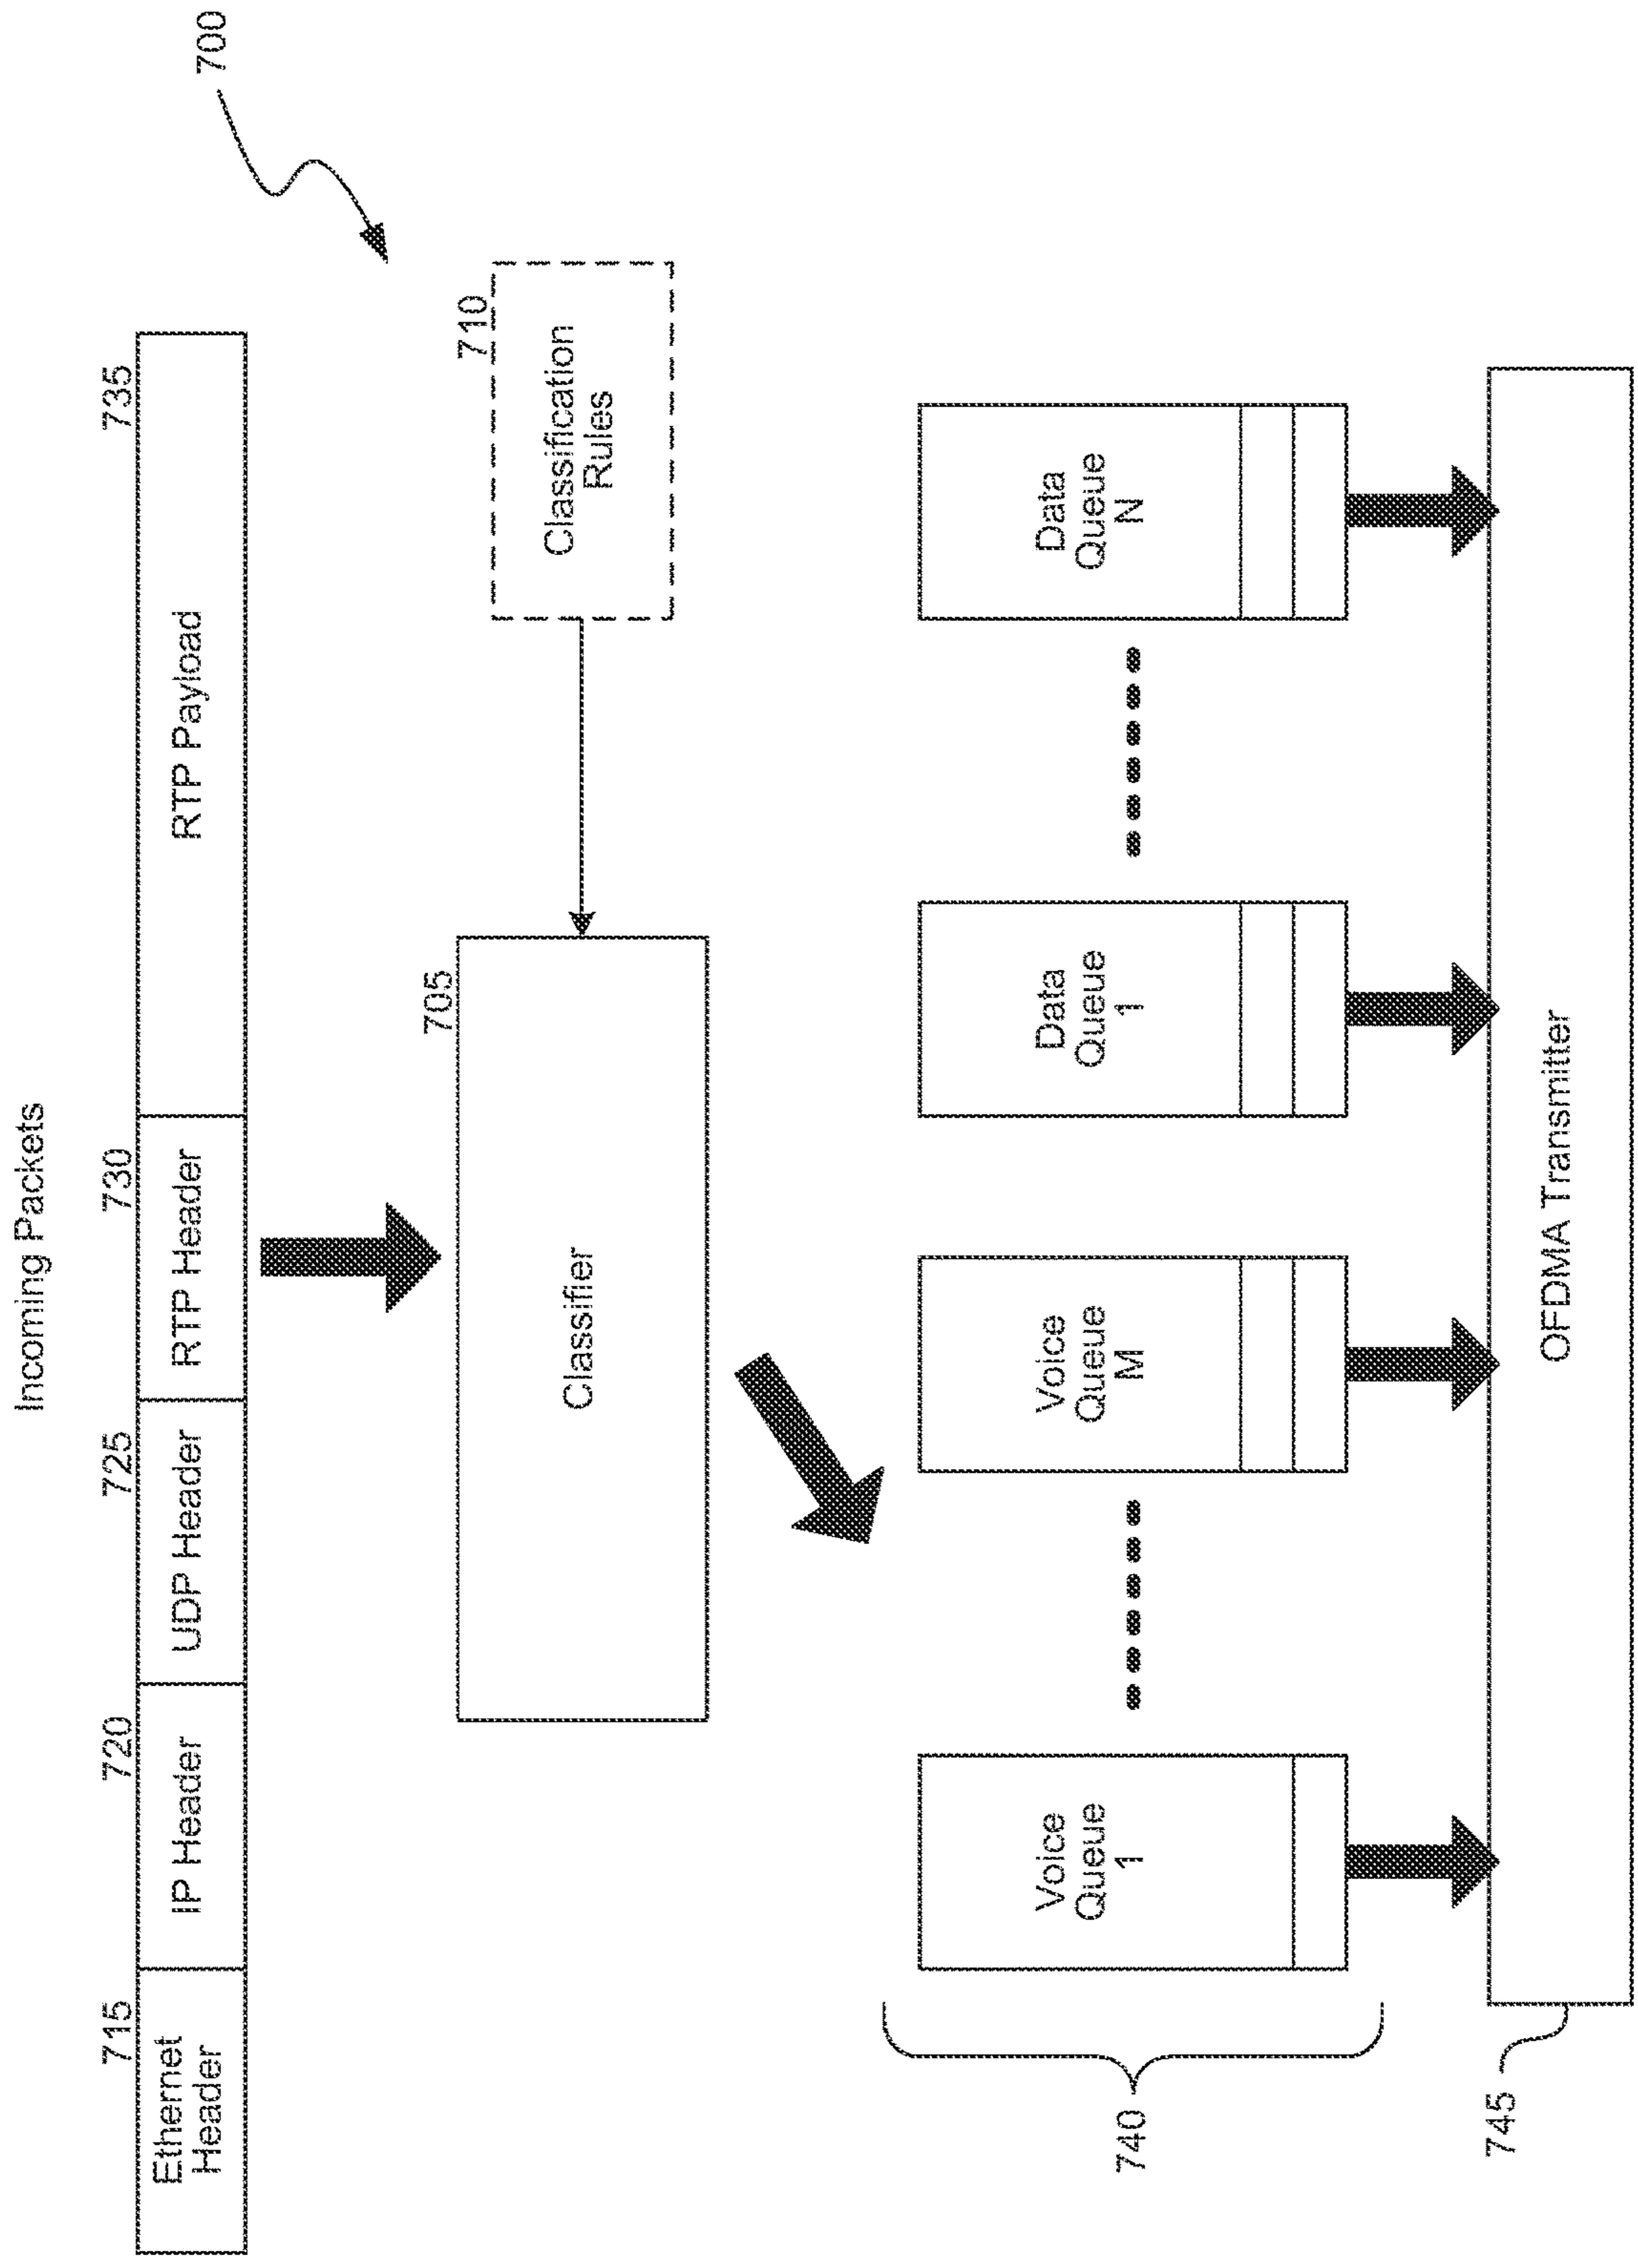 Incoming Packets
700
715
720
725
730
735
Ethernet
Header
IP Header
UDP Header
RTP Header
RTP Payload
705
Classifier
710
Classification
Rules
740
Voice
Queue
1
Voice
Queue
M
Data
Queue
1
Data
Queue
N
745
OFDMA Transmitter